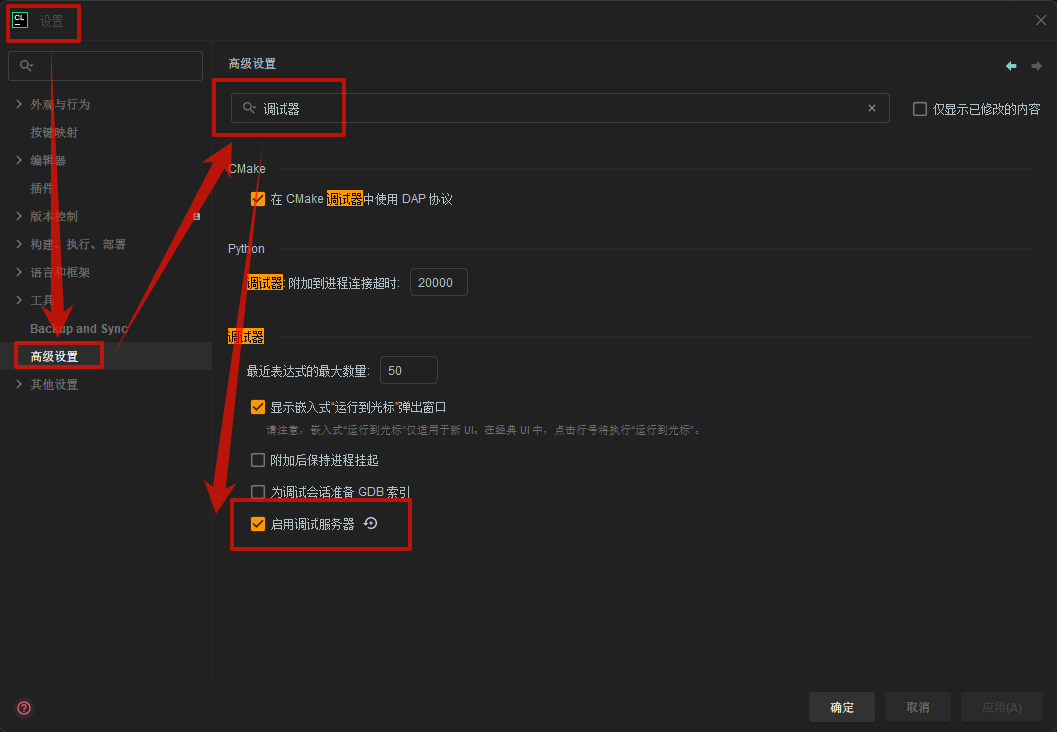 CL 设置
高级设置
调试器
仅显示已修改的内容
外观与行为
按键映射
编辑器
插件
版本控制
构建、执行、部署
语言和框架
工具
Backup and Sync
高级设置
其他设置
CMake
在 CMake 调试器中使用 DAP 协议
Python
调试器: 附加到进程连接超时: 20000
调试器
最近表达式的最大数量: 50
显示嵌入式“运行到光标”弹出窗口
请注意，嵌入式“运行到光标”仅适用于新 UI。在经典 UI 中，点击行号将执行“运行到光标”。
附加后保持进程挂起
为调试会话准备 GDB 索引
启用调试服务器
确定
取消
应用(A)